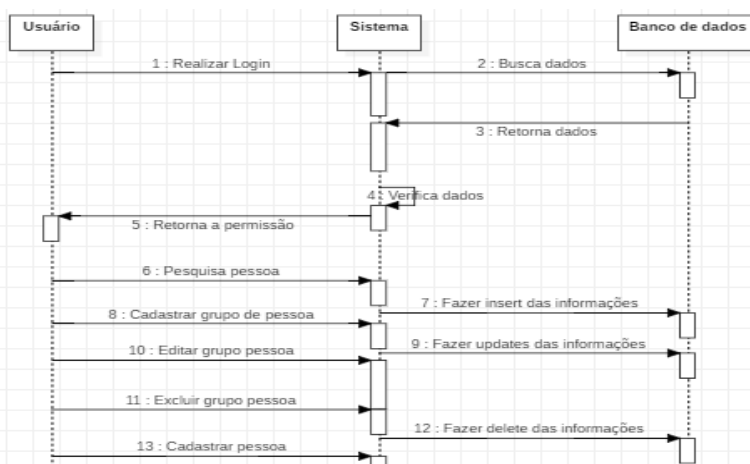 Usuário
Sistema
Banco de dados
1 : Realizar Login
2 : Busca dados
3 : Retorna dados
4 : Verifica dados
5 : Retorna a permissão
6 : Pesquisa pessoa
7 : Fazer insert das informações
8 : Cadastrar grupo de pessoa
9 : Fazer updates das informações
10 : Editar grupo pessoa
11 : Excluir grupo pessoa
12 : Fazer delete das informações
13 : Cadastrar pessoa